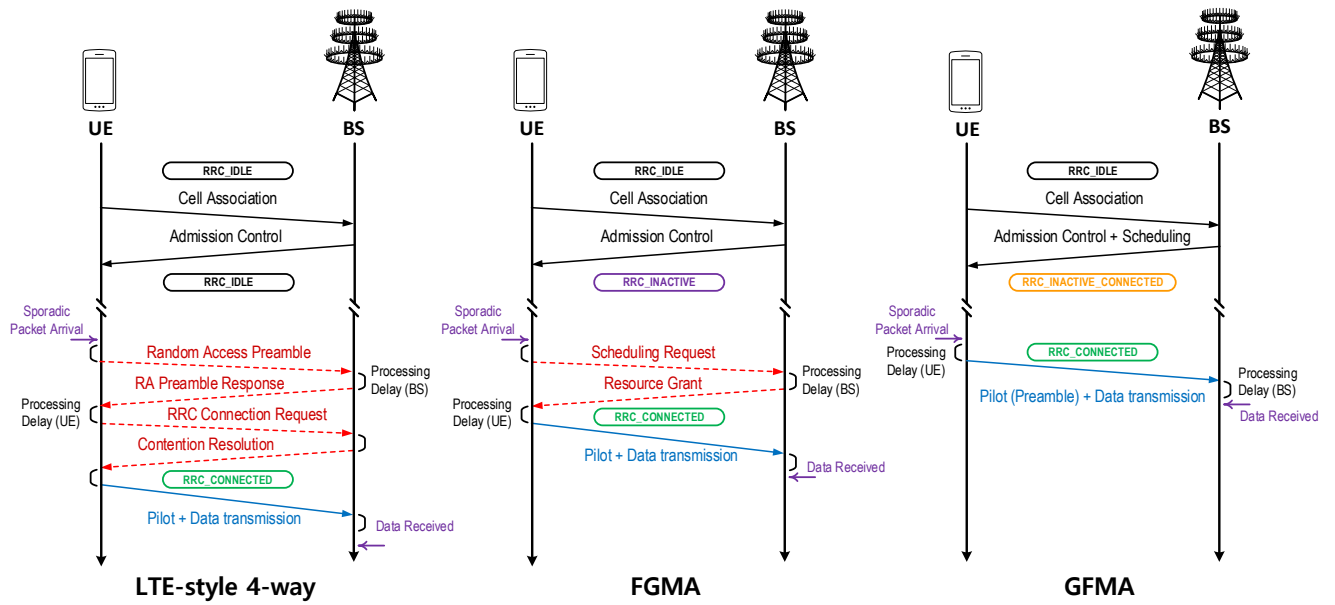 UE
BS
RRC_IDLE
Cell Association
Admission Control
RRC_IDLE
Sporadic
Packet Arrival
Random Access Preamble
RA Preamble Response
Processing
Delay (BS)
Processing
Delay (UE)
RRC Connection Request
Contention Resolution
RRC_CONNECTED
Pilot + Data transmission
Data Received
LTE-style 4-way
UE
BS
RRC_IDLE
Cell Association
Admission Control
RRC_INACTIVE
Sporadic
Packet Arrival
Scheduling Request
Resource Grant
Processing
Delay (BS)
Processing
Delay (UE)
RRC_CONNECTED
Pilot + Data transmission
Data Received
FGMA
UE
BS
RRC_IDLE
Cell Association
Admission Control + Scheduling
RRC_INACTIVE_CONNECTED
Sporadic
Packet Arrival
Processing
Delay (UE)
RRC_CONNECTED
Pilot (Preamble) + Data transmission
Processing
Delay (BS)
Data Received
GFMA